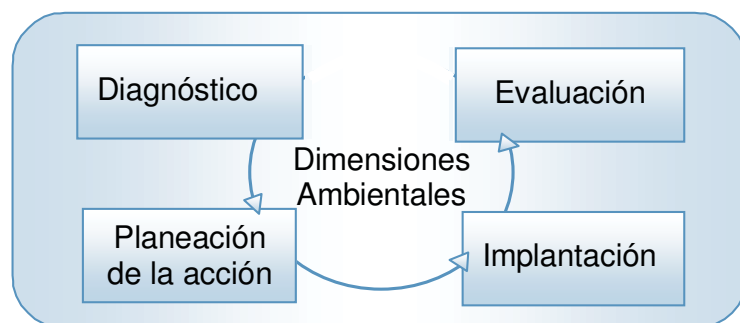 Diagnóstico
Evaluación
Dimensiones
Ambientales
Planeación
de la acción
Implantación